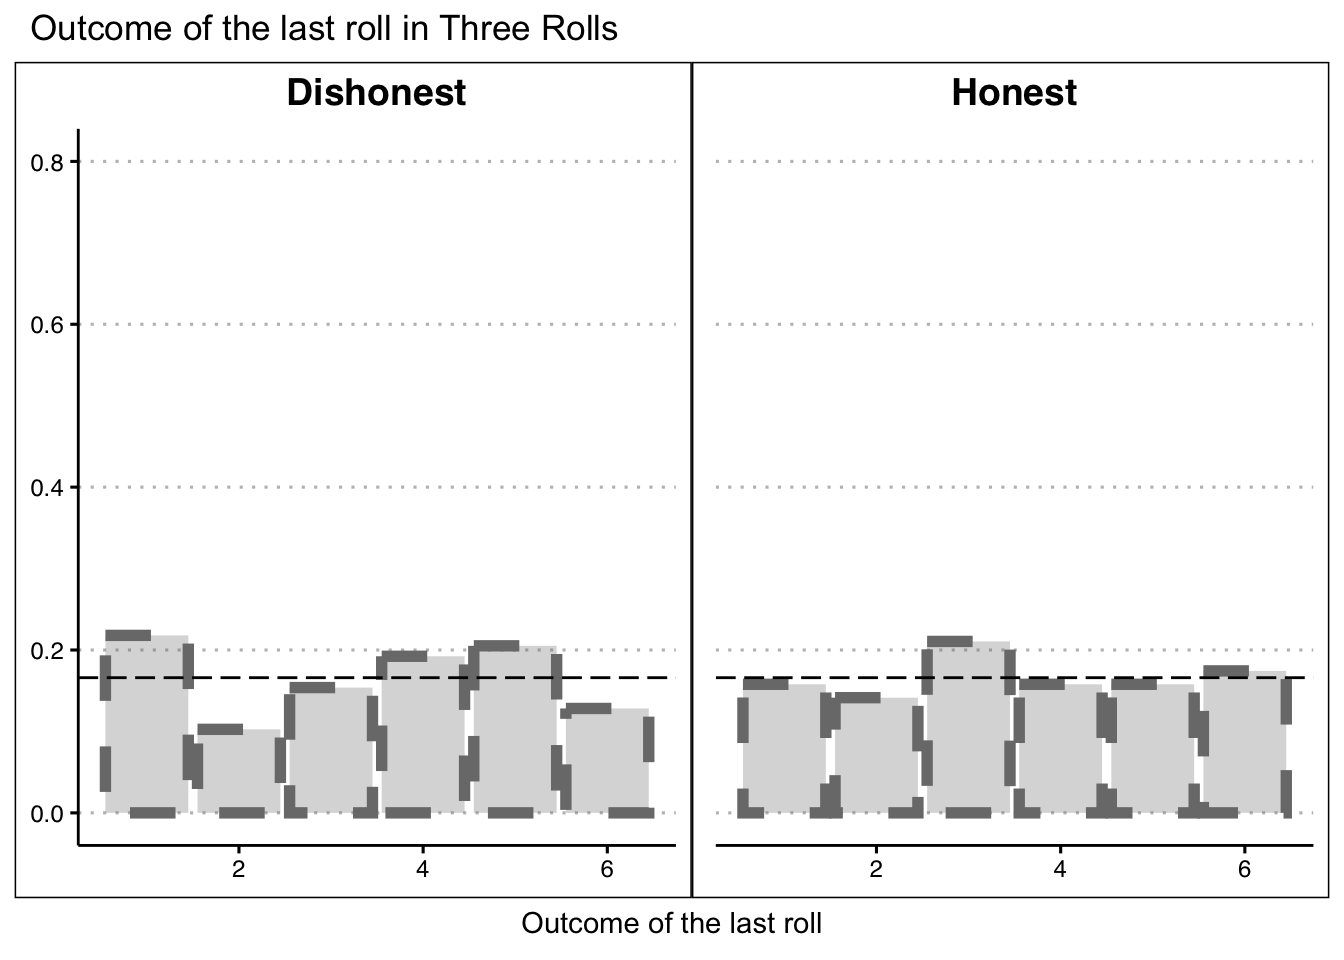 Outcome of the last roll in Three Rolls
Dishonest
Honest
0.8
0.6
0.4
0.2
0.0
2 4 6
2 4 6
Outcome of the last roll